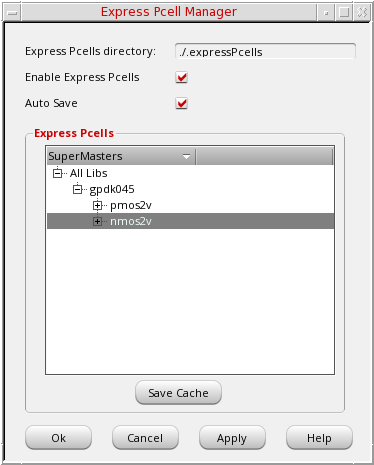 Express Pcell Manager
Express Pcells directory: ./.expressPcells
Enable Express Pcells
Auto Save
Express Pcells
SuperMasters
All Libs
gpdk045
pmos2v
nmos2v
Save Cache
Ok Cancel Apply Help